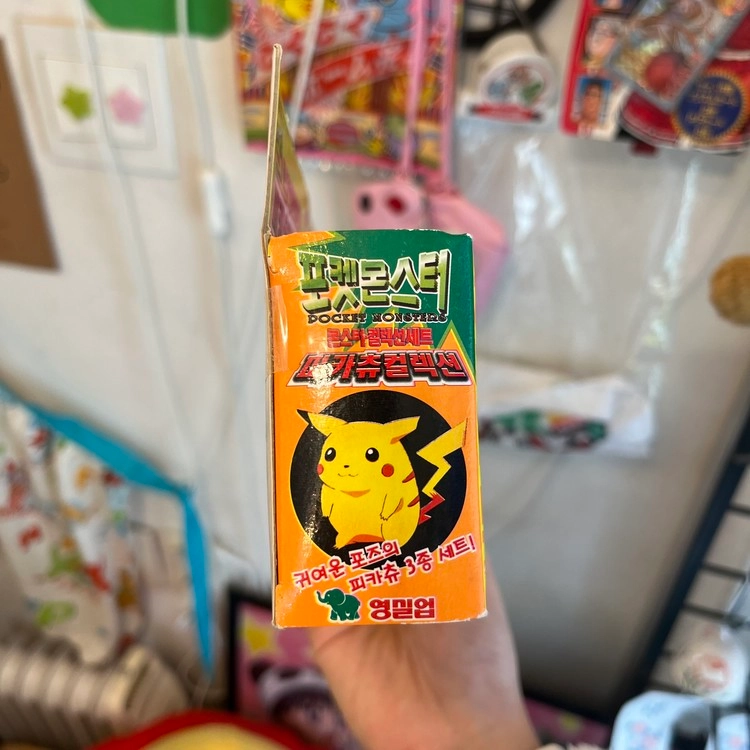 포켓몬스터
POCKET MONSTERS
몬스터 컬렉션세트
피카츄컬렉션
귀여운 포즈의
피카츄 3종 세트!
영실업